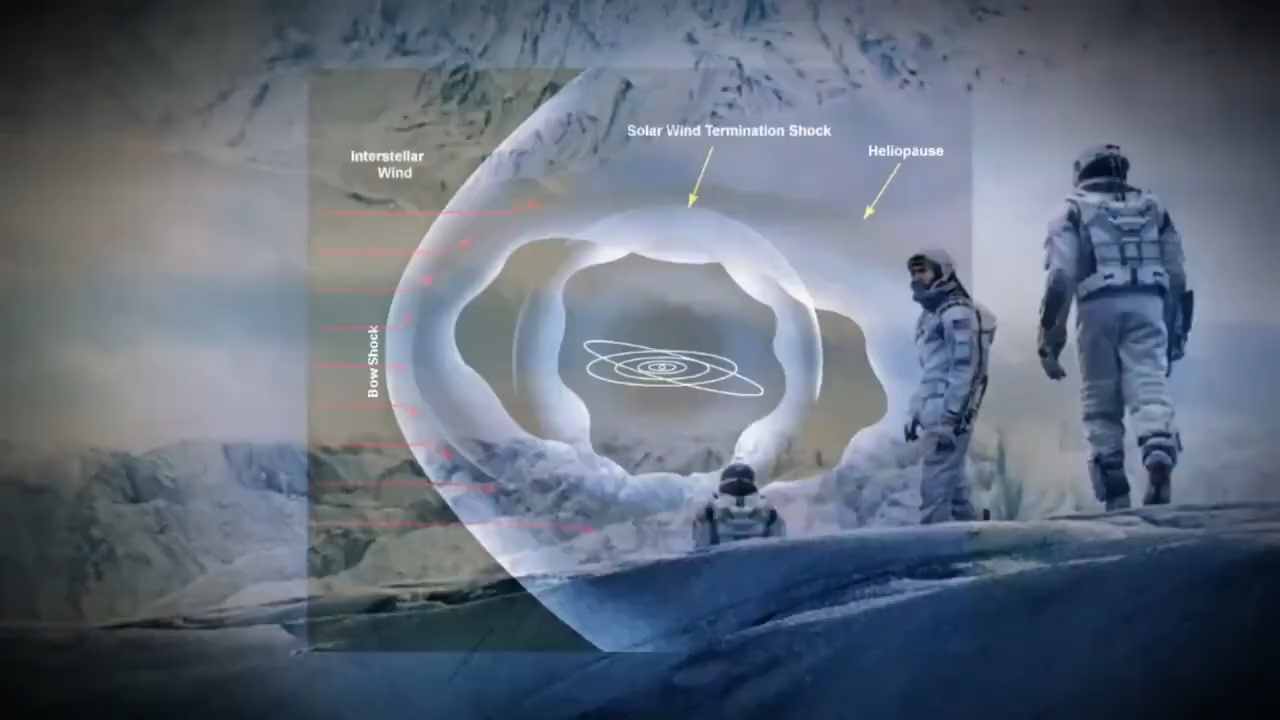 Solar Wind Termination Shock
Heliopause
Interstellar
Wind
Bow Shock